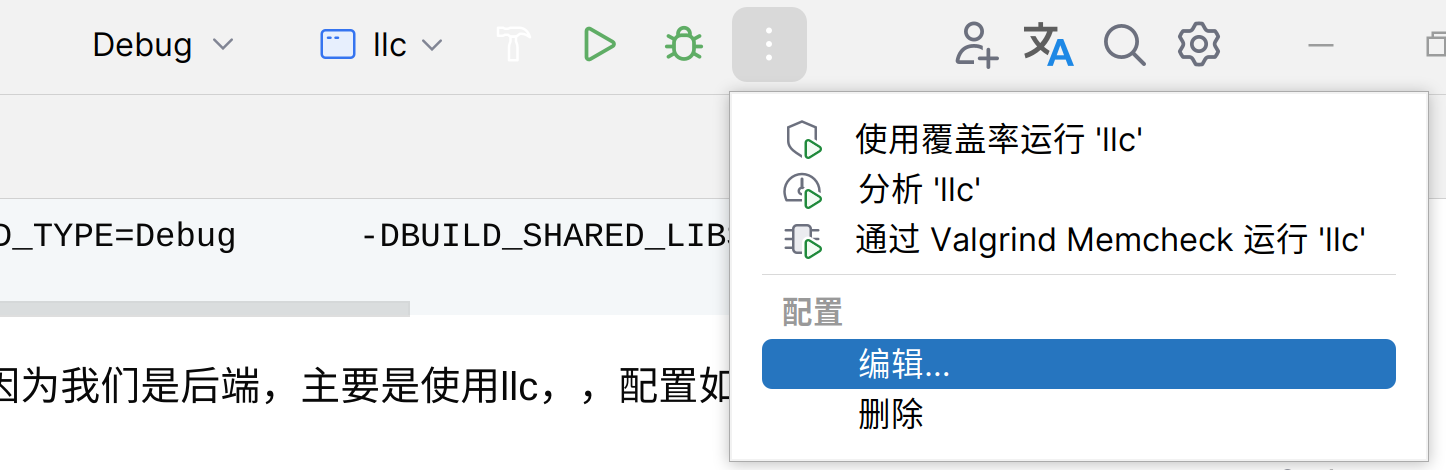 Debug llc
文A
使用覆盖率运行 'llc'
分析 'llc'
通过 Valgrind Memcheck 运行 'llc'
D_TYPE=Debug -DBUILD_SHARED_LIB
配置
编辑...
因为我们是后端，主要是使用llc，，配置如
删除